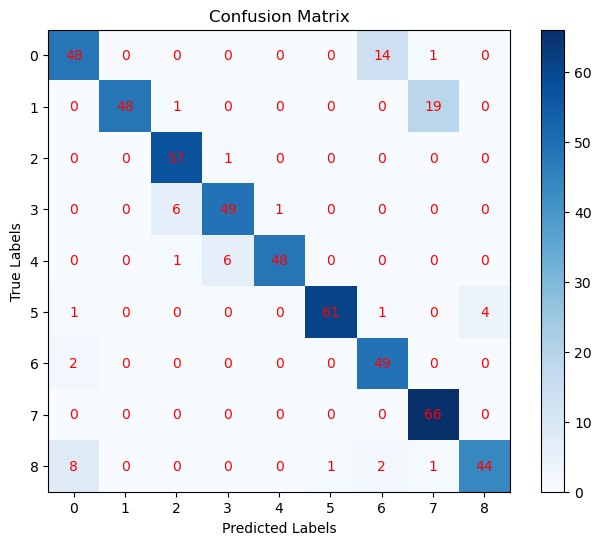 Confusion Matrix
True Labels
0 48 0 0 0 0 0 14 1 0
1 0 48 1 0 0 0 0 19 0
2 0 0 57 1 0 0 0 0 0
3 0 0 6 49 1 0 0 0 0
4 0 0 1 6 48 0 0 0 0
5 1 0 0 0 0 61 1 0 4
6 2 0 0 0 0 0 49 0 0
7 0 0 0 0 0 0 0 66 0
8 8 0 0 0 0 1 2 1 44
0 1 2 3 4 5 6 7 8
Predicted Labels
60
50
40
30
20
10
0